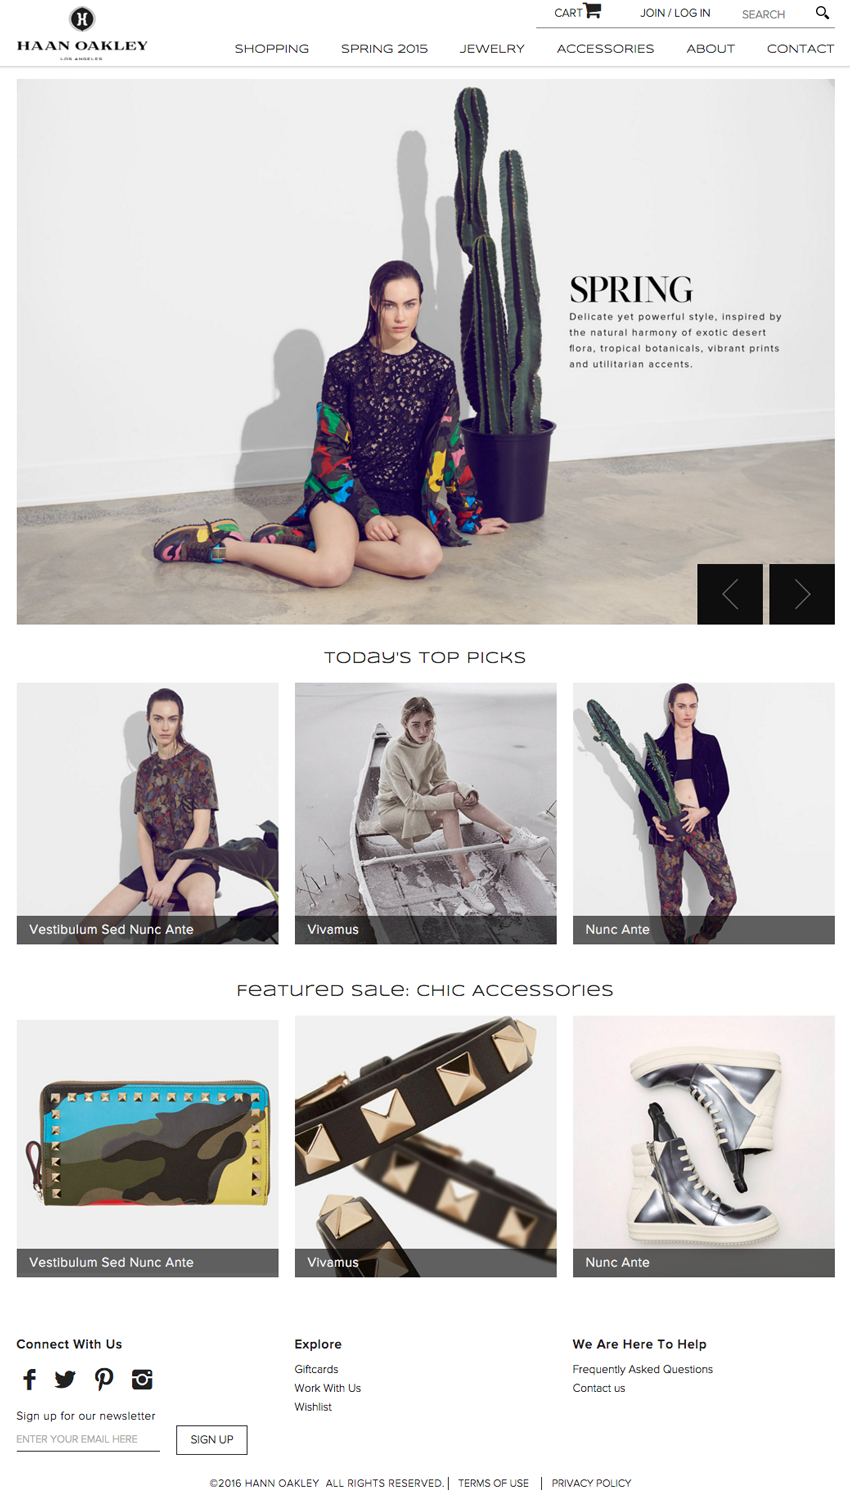 CART
JOIN / LOG IN
SEARCH
H
HAAN OAKLEY
LOS ANGELES
SHOPPING
SPRING 2015
JEWELRY
ACCESSORIES
ABOUT
CONTACT
SPRING
Delicate yet powerful style, inspired by
the natural harmony of exotic desert
flora, tropical botanicals, vibrant prints
and utilitarian accents.
TODAY'S TOP PICKS
Vestibulum Sed Nunc Ante
Vivamus
Nunc Ante
Featured Sale: CHIC ACCESSORIES
Vestibulum Sed Nunc Ante
Vivamus
Nunc Ante
Connect With Us
Sign up for our newsletter
ENTER YOUR EMAIL HERE
SIGN UP
Explore
Giftcards
Work With Us
Wishlist
We Are Here To Help
Frequently Asked Questions
Contact us
©2016 HANN OAKLEY ALL RIGHTS RESERVED. | TERMS OF USE | PRIVACY POLICY